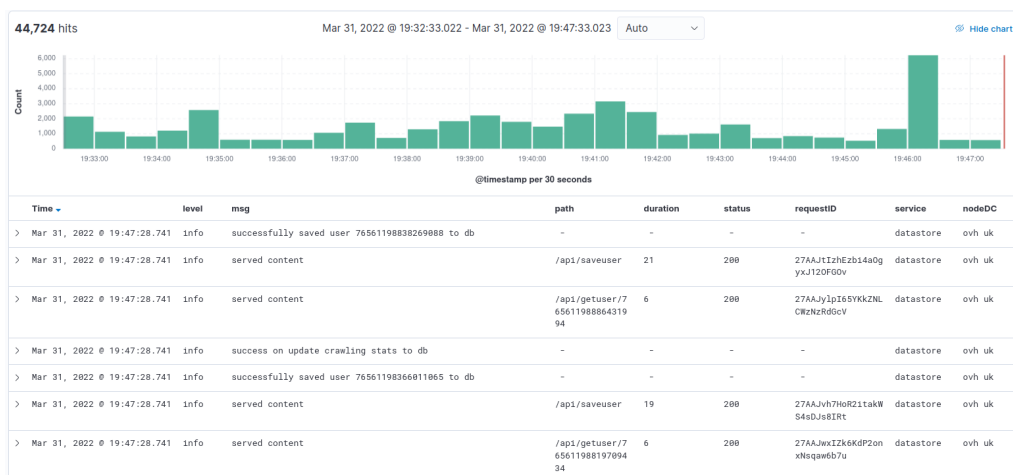 44,724 hits Mar 31, 2022 @ 19:32:33.022 - Mar 31, 2022 @ 19:47:33.023 Auto Hide chart
6,000
5,000
4,000
3,000
2,000
1,000
0
Count
19:33:00 19:34:00 19:35:00 19:36:00 19:37:00 19:38:00 19:39:00 19:40:00 19:41:00 19:42:00 19:43:00 19:44:00 19:45:00 19:46:00 19:47:00
@timestamp per 30 seconds
Time level msg path duration status requestID service nodeDC
Mar 31, 2022 @ 19:47:28.741 info successfully saved user 76561198838269088 to db - - - - datastore ovh uk
Mar 31, 2022 @ 19:47:28.741 info served content /api/saveuser 21 200 27AAJtIzhEzbi4aOg datastore ovh uk
yxJ12OFGOv
Mar 31, 2022 @ 19:47:28.741 info served content /api/getuser/7 6 200 27AAJylpI65YKkZNL datastore ovh uk
65611988864319 CWzNzRdGcV
94
Mar 31, 2022 @ 19:47:28.741 info success on update crawling stats to db - - - - datastore ovh uk
Mar 31, 2022 @ 19:47:28.741 info successfully saved user 76561198366011065 to db - - - - datastore ovh uk
Mar 31, 2022 @ 19:47:28.741 info served content /api/saveuser 19 200 27AAJvh7HoR2itakW datastore ovh uk
S4sDJs8IRt
Mar 31, 2022 @ 19:47:28.741 info served content /api/getuser/7 6 200 27AAJwxIZk6KdP2on datastore ovh uk
65611988197094 xNsqaw6b7u
34